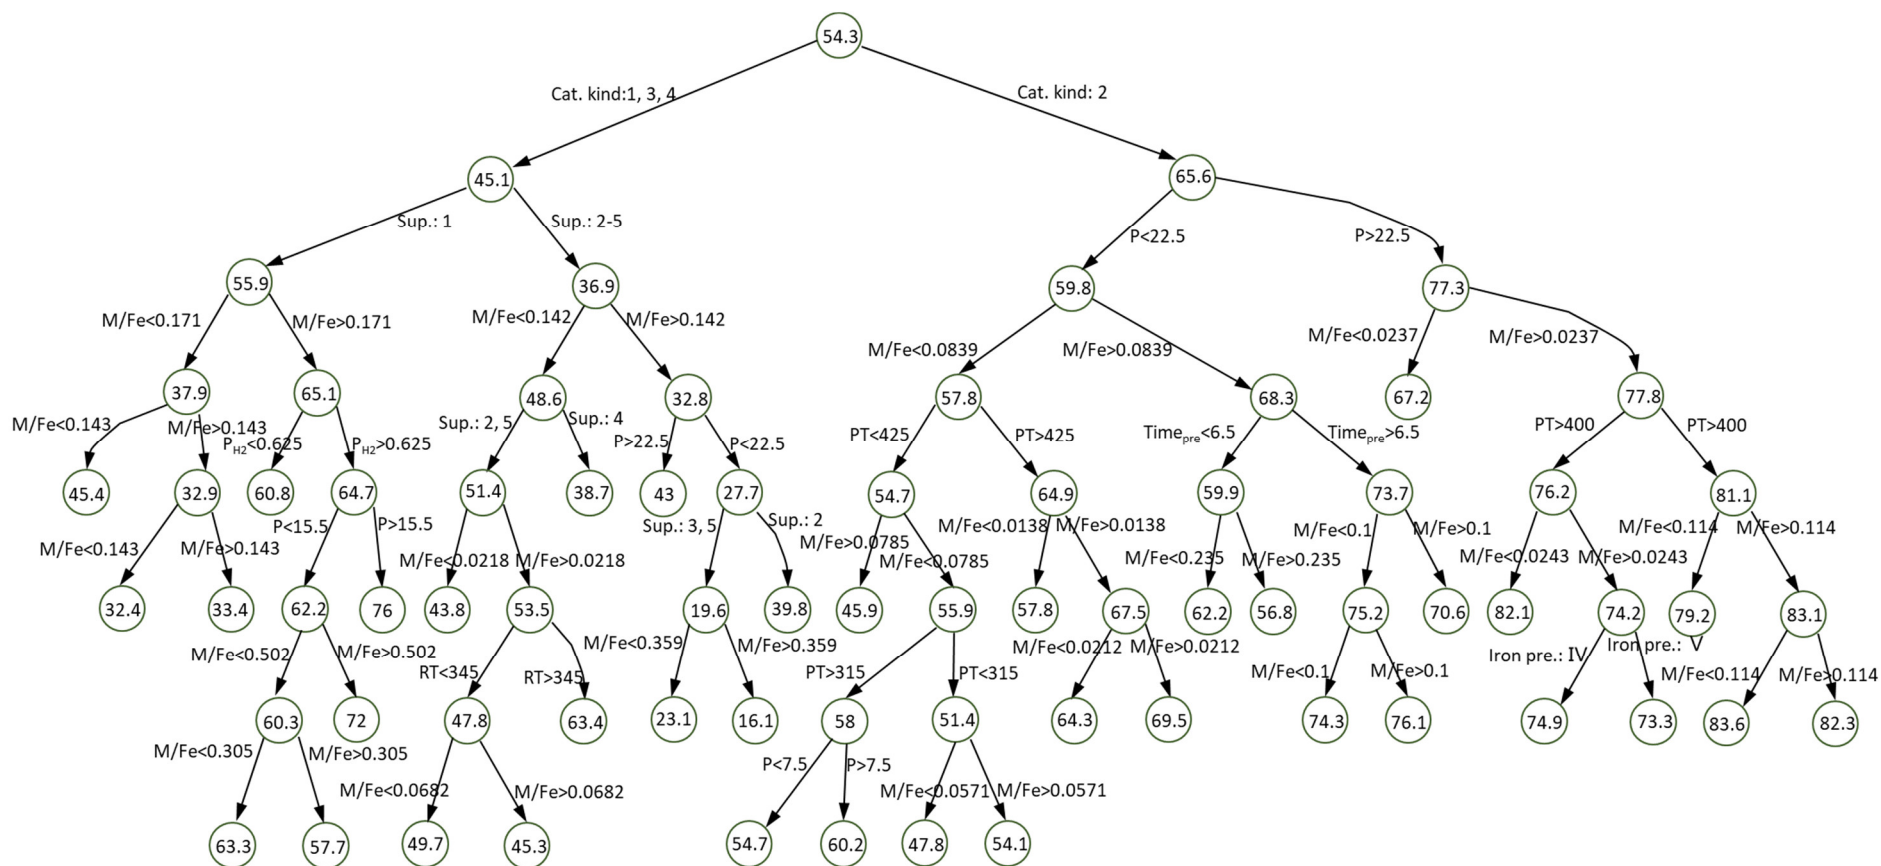 54.3
Cat. kind:1, 3, 4
Cat. kind: 2
45.1
65.6
Sup.: 1
Sup.: 2-5
P<22.5
P>22.5
55.9
36.9
59.8
77.3
M/Fe<0.171
M/Fe>0.171
M/Fe<0.142
M/Fe>0.142
M/Fe<0.0839
M/Fe>0.0839
M/Fe<0.0237
M/Fe>0.0237
37.9
65.1
48.6
32.8
57.8
68.3
67.2
77.8
M/Fe<0.143
M/Fe>0.143
PH2<0.625
PH2>0.625
Sup.: 2, 5
Sup.: 4
P>22.5
P<22.5
PT<425
PT>425
Timepre<6.5
Timepre>6.5
PT>400
PT>400
45.4
32.9
60.8
64.7
51.4
38.7
43
27.7
54.7
64.9
59.9
73.7
76.2
81.1
M/Fe<0.143
M/Fe>0.143
P<15.5
P>15.5
M/Fe<0.0218
M/Fe>0.0218
Sup.: 3, 5
Sup.: 2
M/Fe>0.0785
M/Fe<0.0785
M/Fe<0.0138
M/Fe>0.0138
M/Fe<0.235
M/Fe>0.235
M/Fe<0.1
M/Fe>0.1
M/Fe<0.0243
M/Fe>0.0243
M/Fe<0.114
M/Fe>0.114
32.4
33.4
62.2
76
43.8
53.5
19.6
39.8
45.9
55.9
57.8
67.5
62.2
56.8
75.2
70.6
82.1
74.2
79.2
83.1
M/Fe<0.502
M/Fe>0.502
RT<345
RT>345
M/Fe<0.359
M/Fe>0.359
PT>315
PT<315
M/Fe<0.0212
M/Fe>0.0212
M/Fe<0.1
M/Fe>0.1
Iron pre.: IV
Iron pre.: V
M/Fe<0.114
M/Fe>0.114
60.3
72
47.8
63.4
23.1
16.1
58
51.4
64.3
69.5
74.3
76.1
74.9
73.3
83.6
82.3
M/Fe<0.305
M/Fe>0.305
M/Fe<0.0682
M/Fe>0.0682
P<7.5
P>7.5
M/Fe<0.0571
M/Fe>0.0571
63.3
57.7
49.7
45.3
54.7
60.2
47.8
54.1